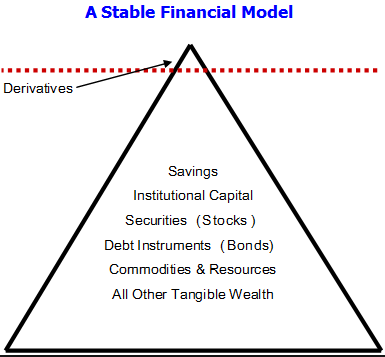 A Stable Financial Model
Derivatives
Savings
Institutional Capital
Securities ( Stocks )
Debt Instruments ( Bonds)
Commodities & Resources
All Other Tangible Wealth